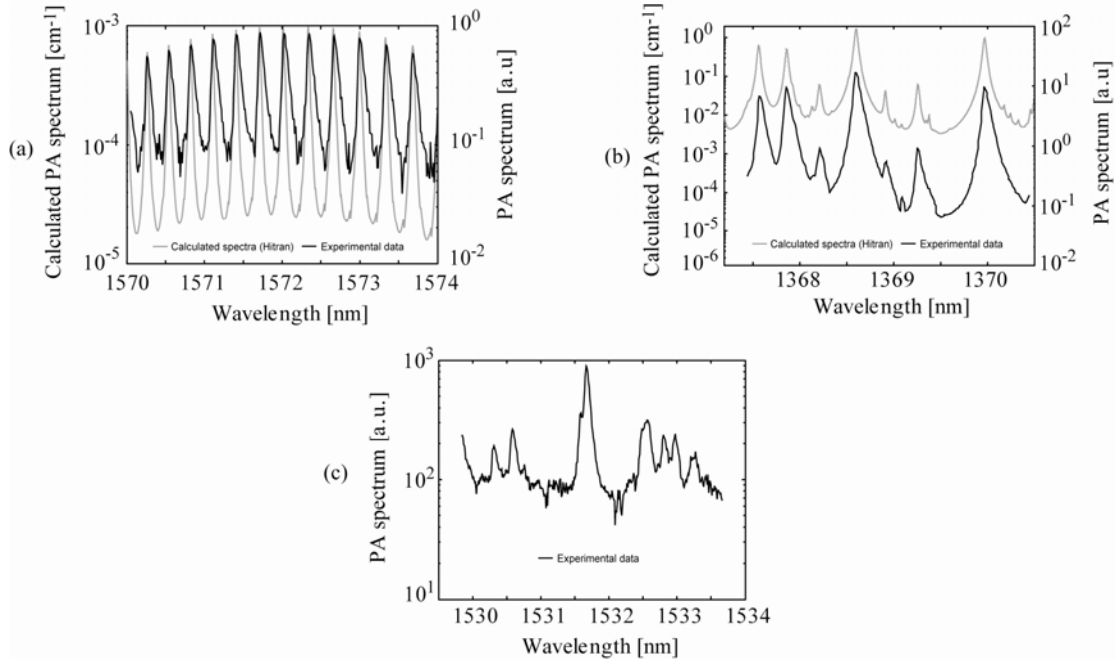 (a)
Calculated PA spectrum [cm⁻¹]
10⁻³
10⁻⁴
10⁻⁵
10⁰
10⁻¹
10⁻²
PA spectrum [a.u]
Calculated spectra (Hitran)
Experimental data
1570 1571 1572 1573 1574
Wavelength [nm]
(b)
Calculated PA spectrum [cm⁻¹]
10⁰
10⁻¹
10⁻²
10⁻³
10⁻⁴
10⁻⁵
10⁻⁶
10²
10¹
10⁰
10⁻¹
10⁻²
PA spectrum [a.u]
Calculated spectra (Hitran)
Experimental data
1368 1369 1370
Wavelength [nm]
(c)
PA spectrum [a.u.]
10³
10²
10¹
Experimental data
1530 1531 1532 1533 1534
Wavelength [nm]